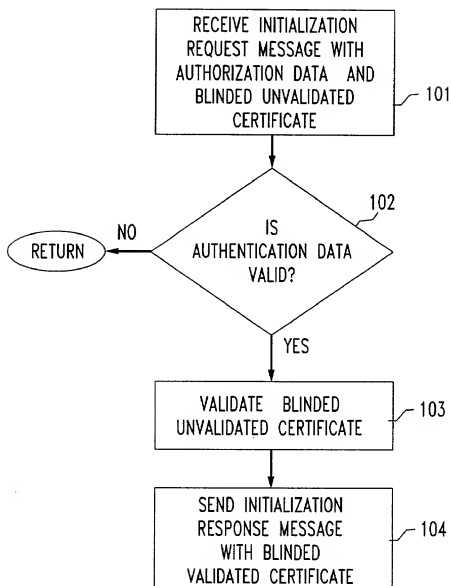 RECEIVE INITIALIZATION
REQUEST MESSAGE WITH
AUTHORIZATION DATA AND
BLINDED UNVALIDATED
CERTIFICATE
101
102
IS
AUTHENTICATION DATA
VALID?
NO
RETURN
YES
VALIDATE BLINDED
UNVALIDATED CERTIFICATE
103
SEND INITIALIZATION
RESPONSE MESSAGE
WITH BLINDED
VALIDATED CERTIFICATE
104